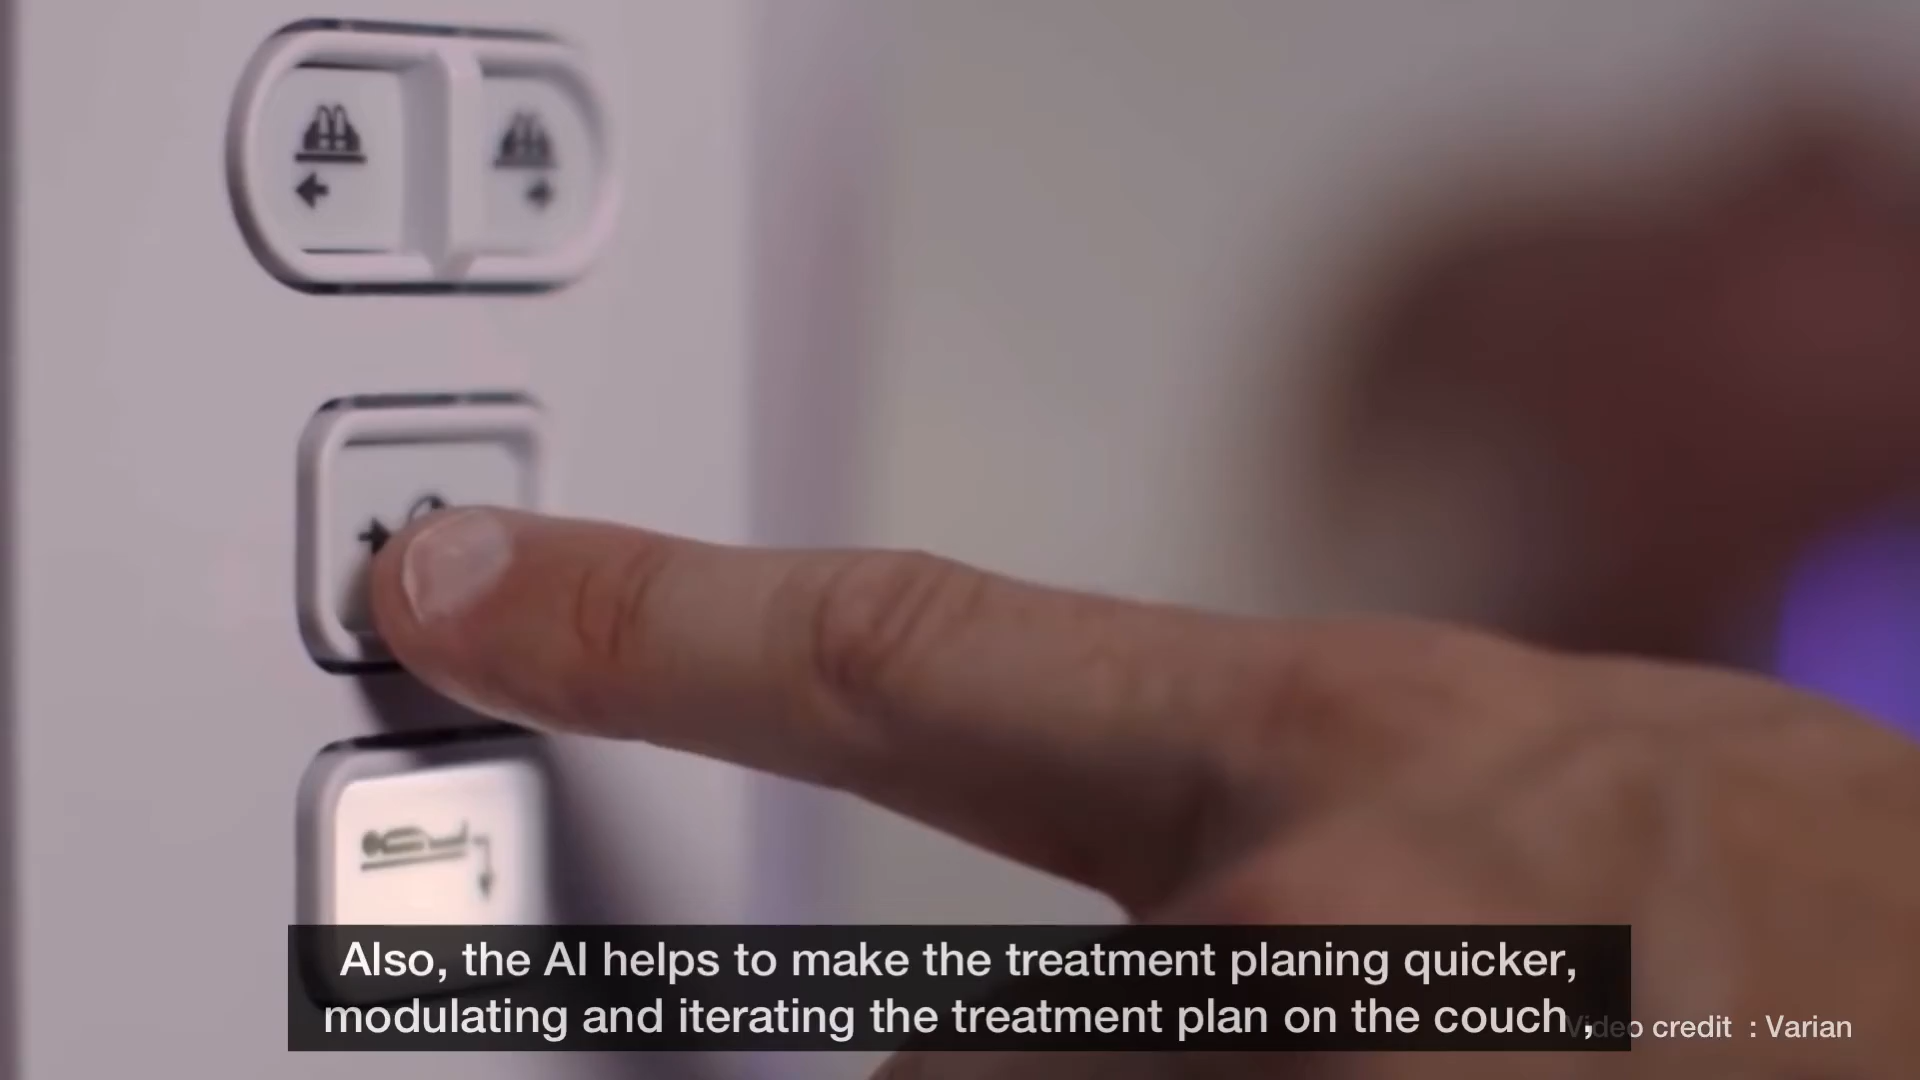 Also, the AI helps to make the treatment planing quicker,
modulating and iterating the treatment plan on the couch ,
Video credit : Varian